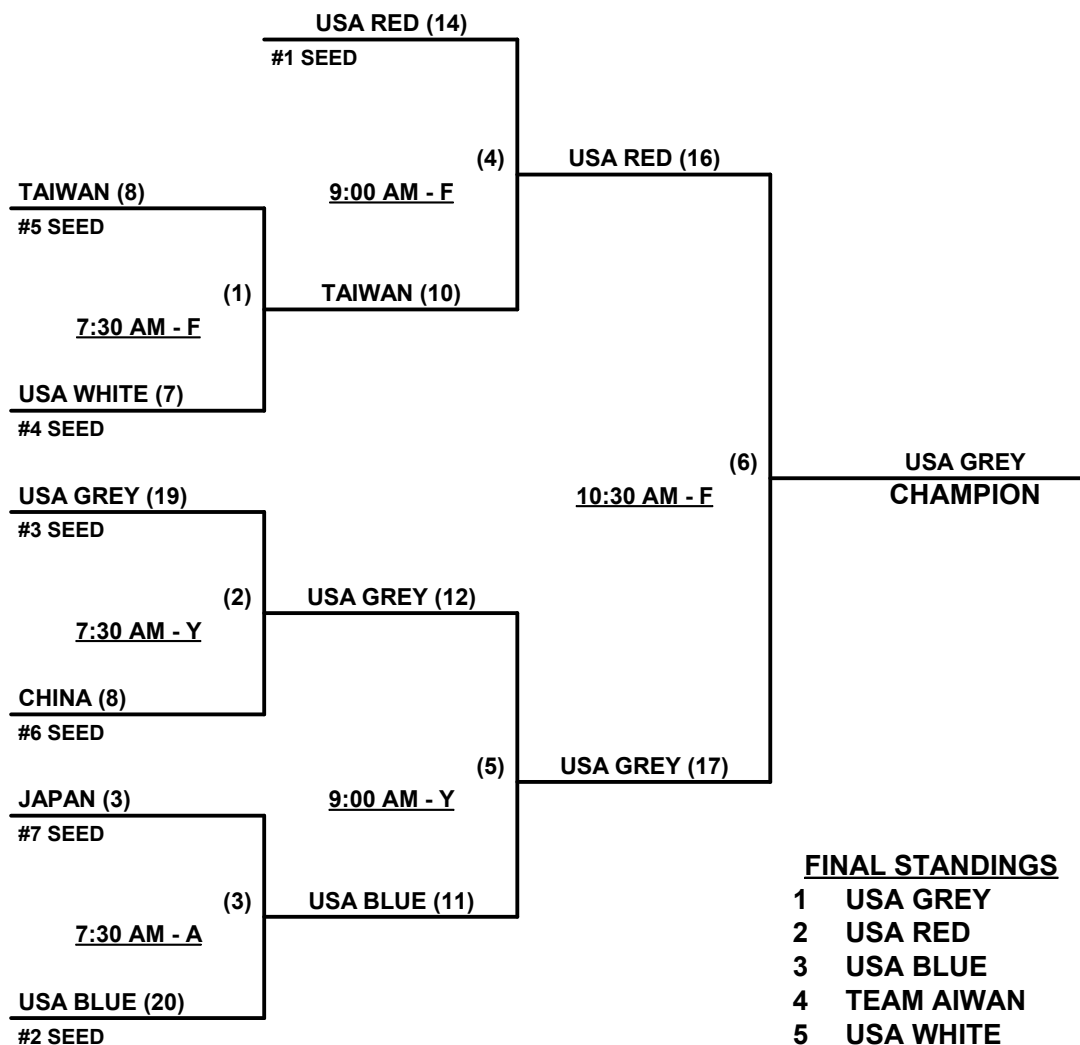 USA RED (14)
#1 SEED
(4)
USA RED (16)
9:00 AM - F
TAIWAN (8)
#5 SEED
(1)
TAIWAN (10)
7:30 AM - F
USA WHITE (7)
#4 SEED
(6)
USA GREY
CHAMPION
10:30 AM - F
USA GREY (19)
#3 SEED
(2)
USA GREY (12)
7:30 AM - Y
CHINA (8)
#6 SEED
(5)
USA GREY (17)
9:00 AM - Y
JAPAN (3)
#7 SEED
(3)
USA BLUE (11)
7:30 AM - A
USA BLUE (20)
#2 SEED
FINAL STANDINGS
1 USA GREY
2 USA RED
3 USA BLUE
4 TEAM AIWAN
5 USA WHITE